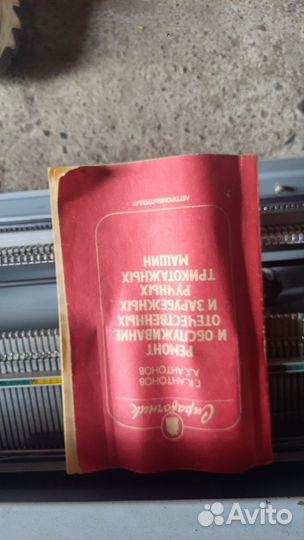 Справочник
Г.К.АНТОНОВ
А.Е.АНТОНОВ
РЕМОНТ
И ОБСЛУЖИВАНИЕ
ОТЕЧЕСТВЕННЫХ
И ЗАРУБЕЖНЫХ
РУЧНЫХ
ТРИКОТАЖНЫХ
МАШИН
ЛЕГПРОМБЫТИЗДАТ
Avito